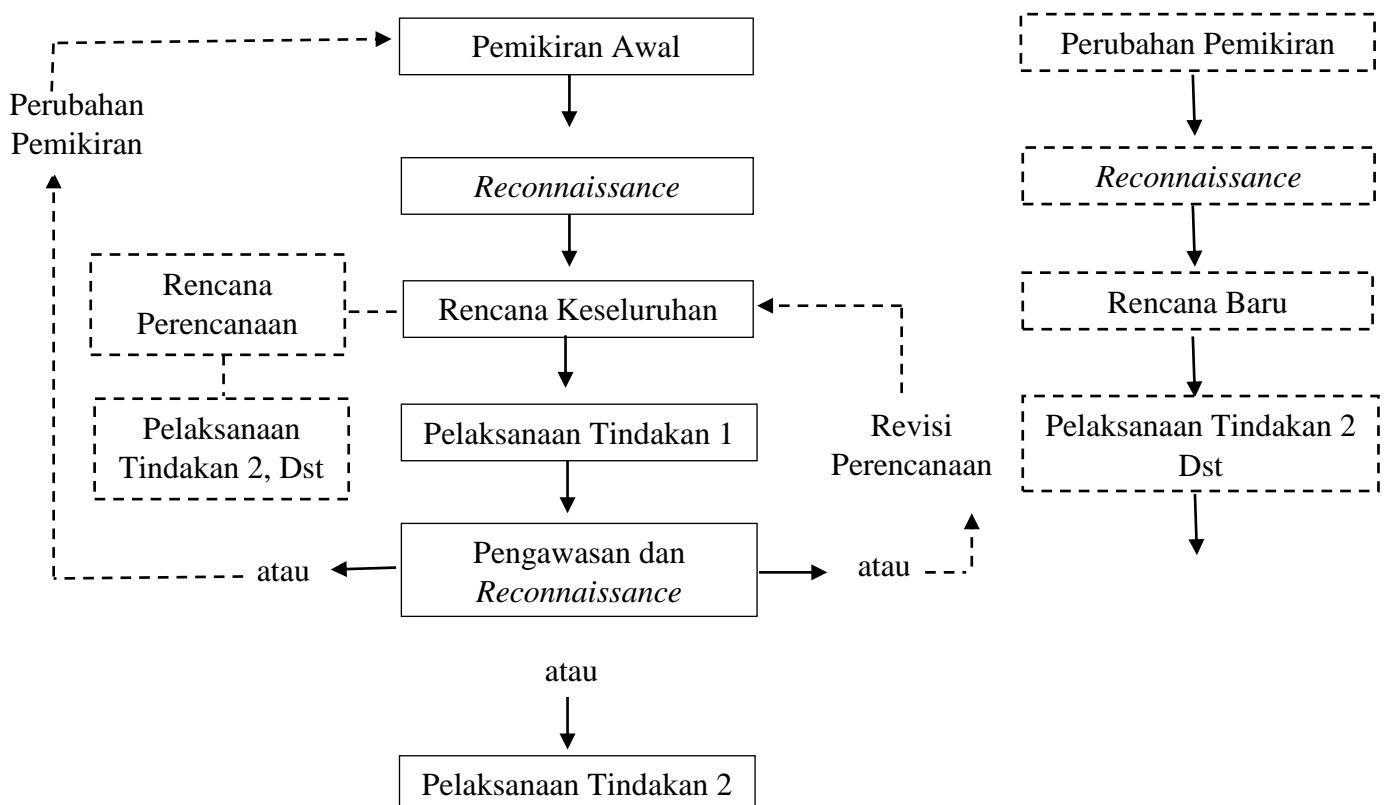 Pemikiran Awal
Perubahan Pemikiran
Perubahan
Pemikiran
Reconnaissance
Reconnaissance
Rencana
Perencanaan
Rencana Keseluruhan
Rencana Baru
Pelaksanaan
Tindakan 2, Dst
Pelaksanaan Tindakan 1
Revisi
Perencanaan
Pelaksanaan Tindakan 2
Dst
atau
Pengawasan dan
Reconnaissance
atau
atau
Pelaksanaan Tindakan 2